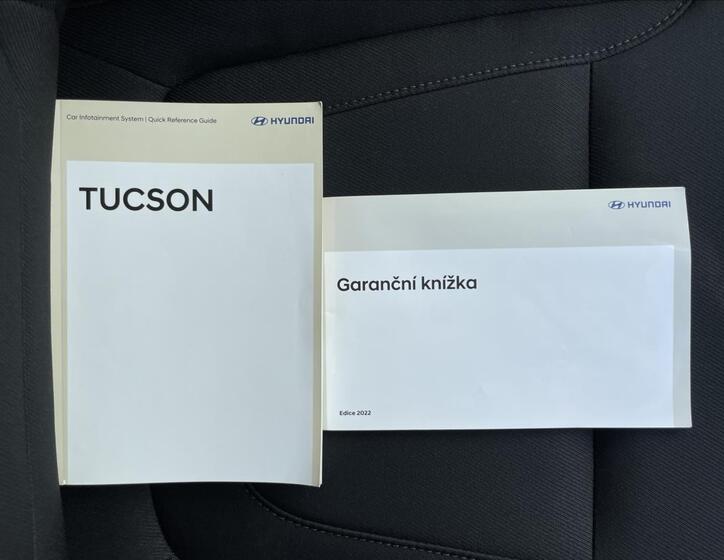 Car Infotainment System | Quick Reference Guide
HYUNDAI
TUCSON
HYUNDAI
Garanční knížka
Edice 2022